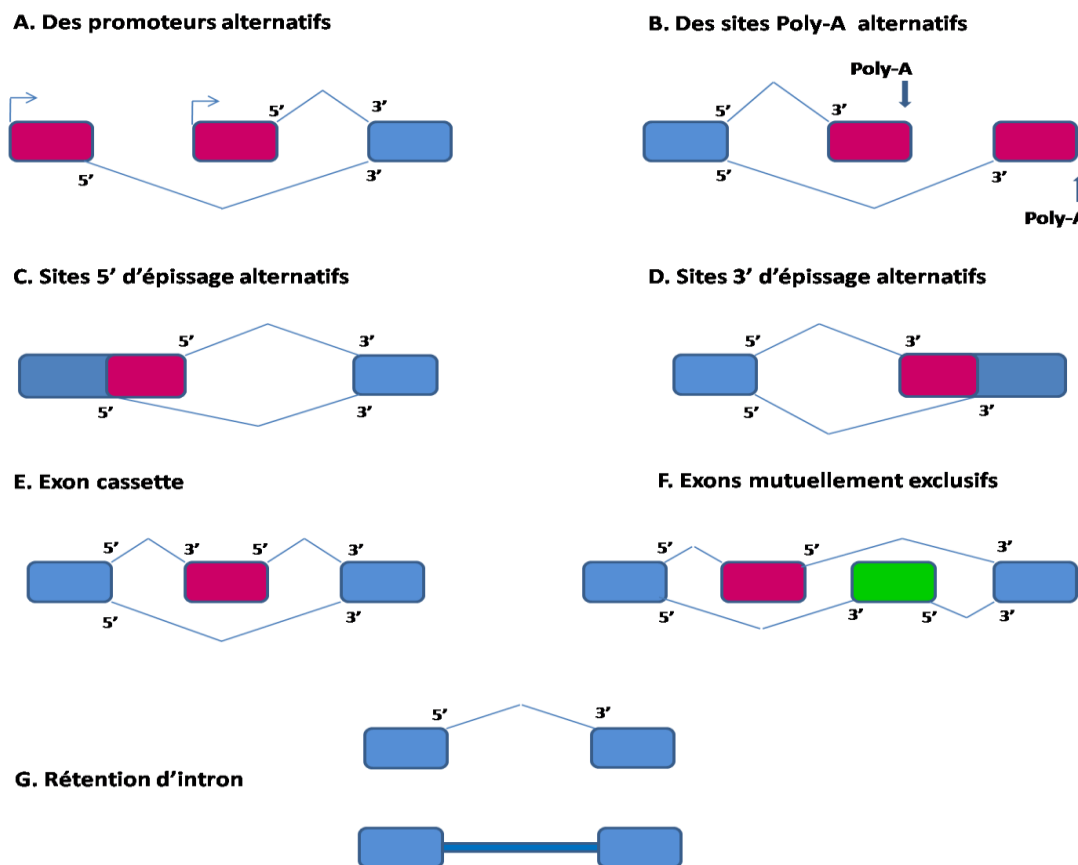 A. Des promoteurs alternatifs
5’ 3’
5’ 3’
B. Des sites Poly-A alternatifs
Poly-A
5’ 3’
5’ 3’
Poly-A
C. Sites 5’ d’épissage alternatifs
5’ 3’
5’ 3’
D. Sites 3’ d’épissage alternatifs
5’ 3’
5’ 3’
E. Exon cassette
5’ 3’ 5’ 3’
5’ 3’
F. Exons mutuellement exclusifs
5’ 5’ 3’
5’ 3’ 5’ 3’
5’ 3’
G. Rétention d’intron